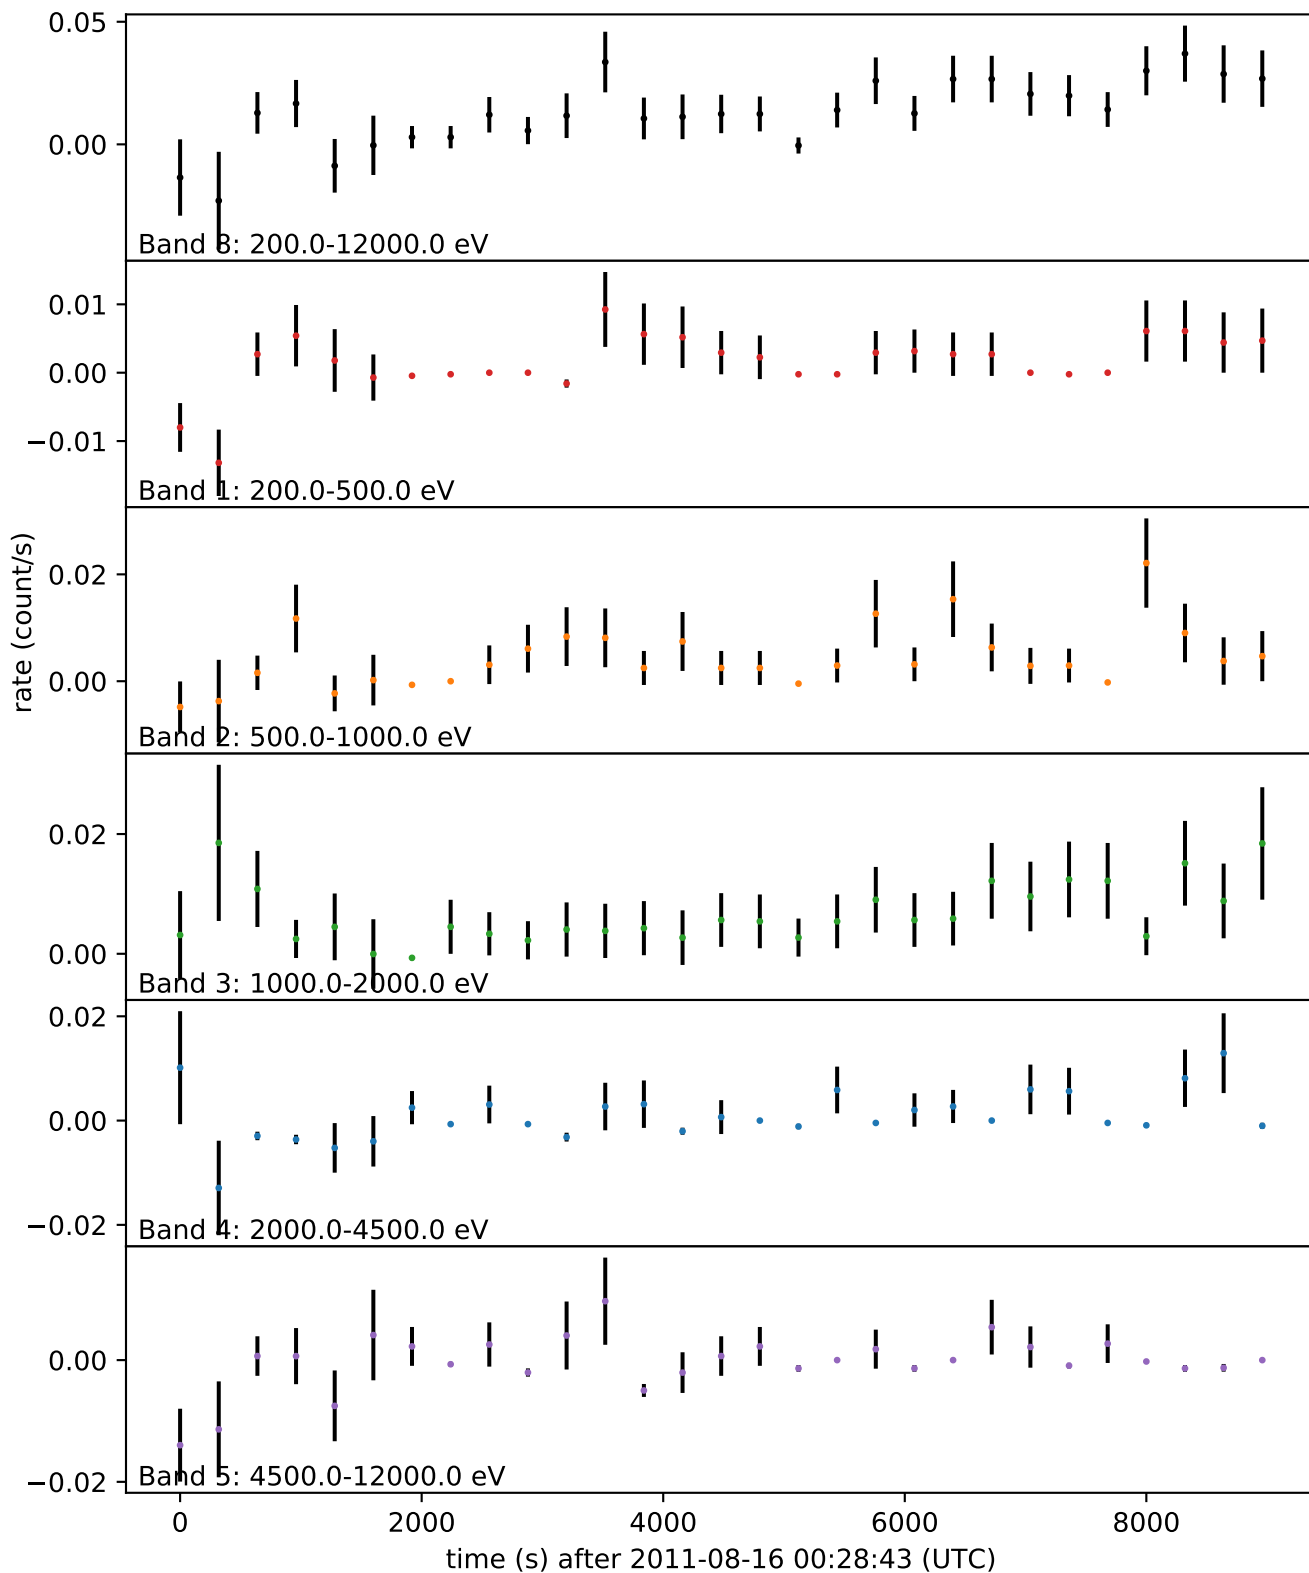 0.05
0.00
Band 8: 200.0-12000.0 eV
0.01
0.00
−0.01
Band 1: 200.0-500.0 eV
rate (count/s)
0.02
0.00
Band 2: 500.0-1000.0 eV
0.02
0.00
Band 3: 1000.0-2000.0 eV
0.02
0.00
−0.02
Band 4: 2000.0-4500.0 eV
0.00
−0.02
Band 5: 4500.0-12000.0 eV
0 2000 4000 6000 8000
time (s) after 2011-08-16 00:28:43 (UTC)